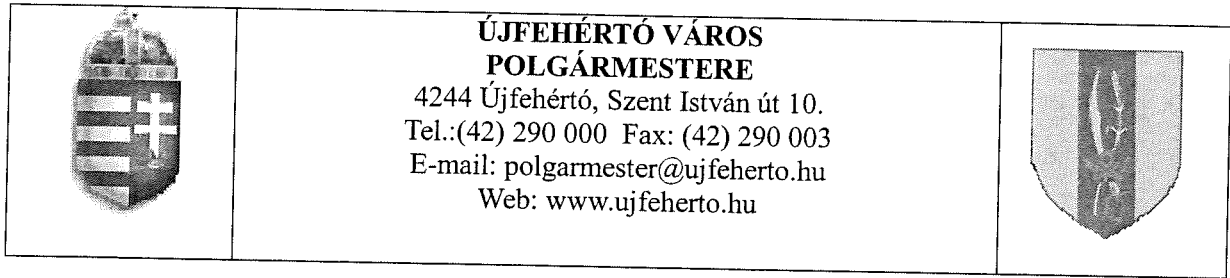 ÚJFEHÉRTÓ VÁROS
POLGÁRMESTERE
4244 Újfehértó, Szent István út 10.
Tel.:(42) 290 000 Fax: (42) 290 003
E-mail: polgarmester@ujfeherto.hu
Web: www.ujfeherto.hu